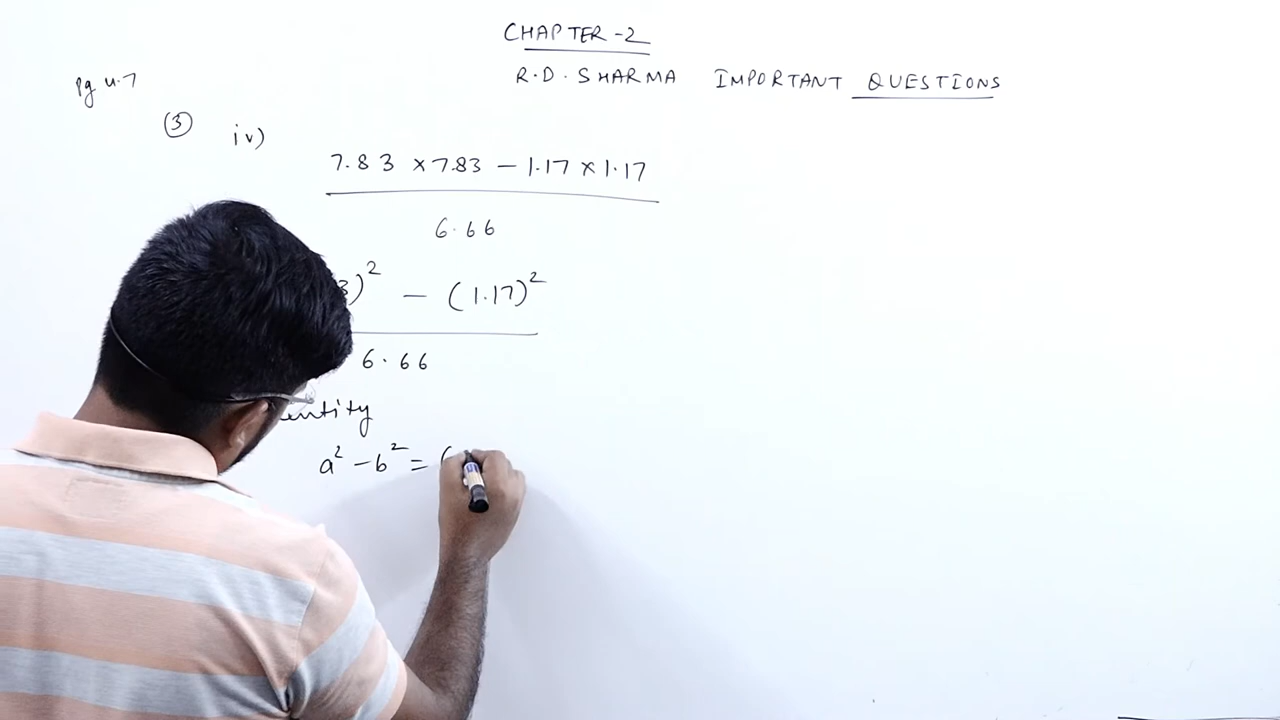 CHAPTER-2
R.D. SHARMA IMPORTANT QUESTIONS
pg 4.7
③ iv)
7.83 × 7.83 – 1.17 × 1.17
6.66
)² – (1.17)²
6.66
a² – b² = (